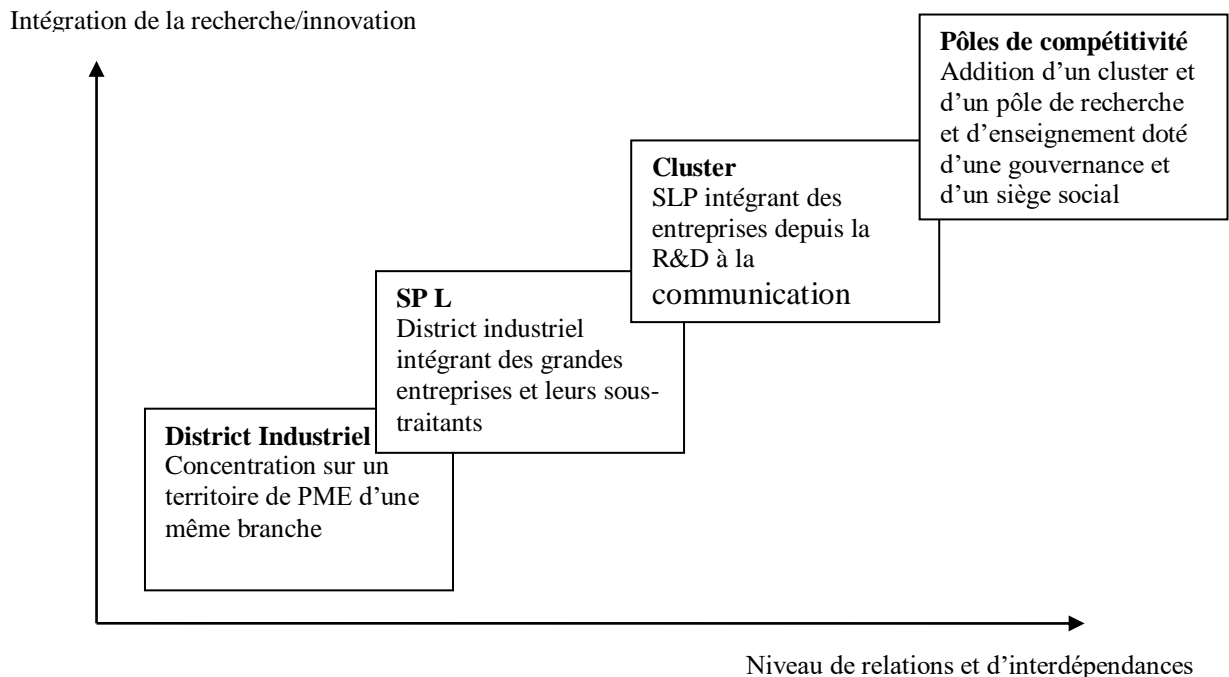 Intégration de la recherche/innovation
Pôles de compétitivité
Addition d'un cluster et
d'un pôle de recherche
et d'enseignement doté
d'une gouvernance et
d'un siège social
Cluster
SLP intégrant des
entreprises depuis la
R&D à la
communication
SP L
District industriel
intégrant des grandes
entreprises et leurs sous-
traitants
District Industriel
Concentration sur un
territoire de PME d'une
même branche
Niveau de relations et d'interdépendances